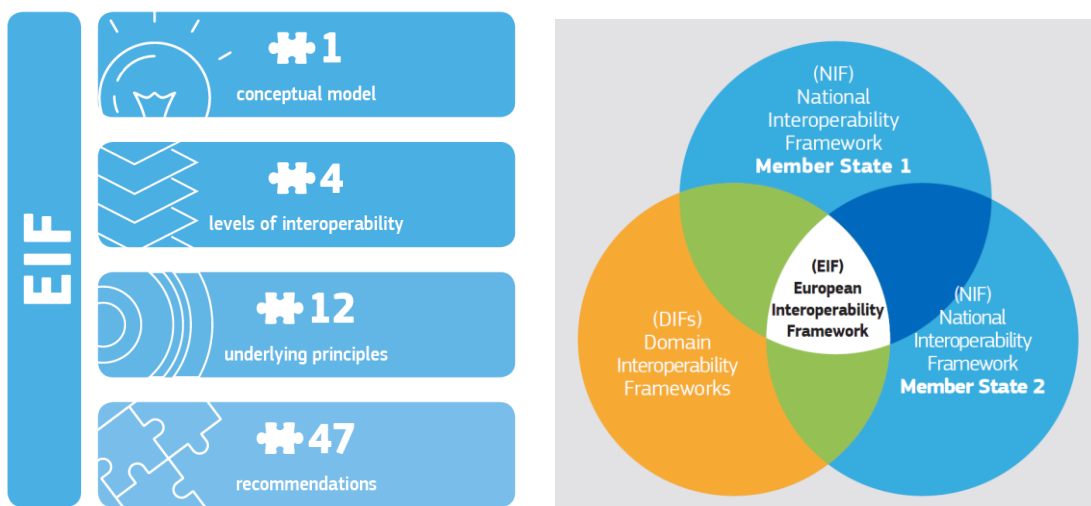 EIF
1
conceptual model
4
levels of interoperability
12
underlying principles
47
recommendations
(NIF)
National
Interoperability
Framework
Member State 1
(EIF)
European
Interoperability
Framework
(DIFs)
Domain
Interoperability
Frameworks
(NIF)
National
Interoperability
Framework
Member State 2